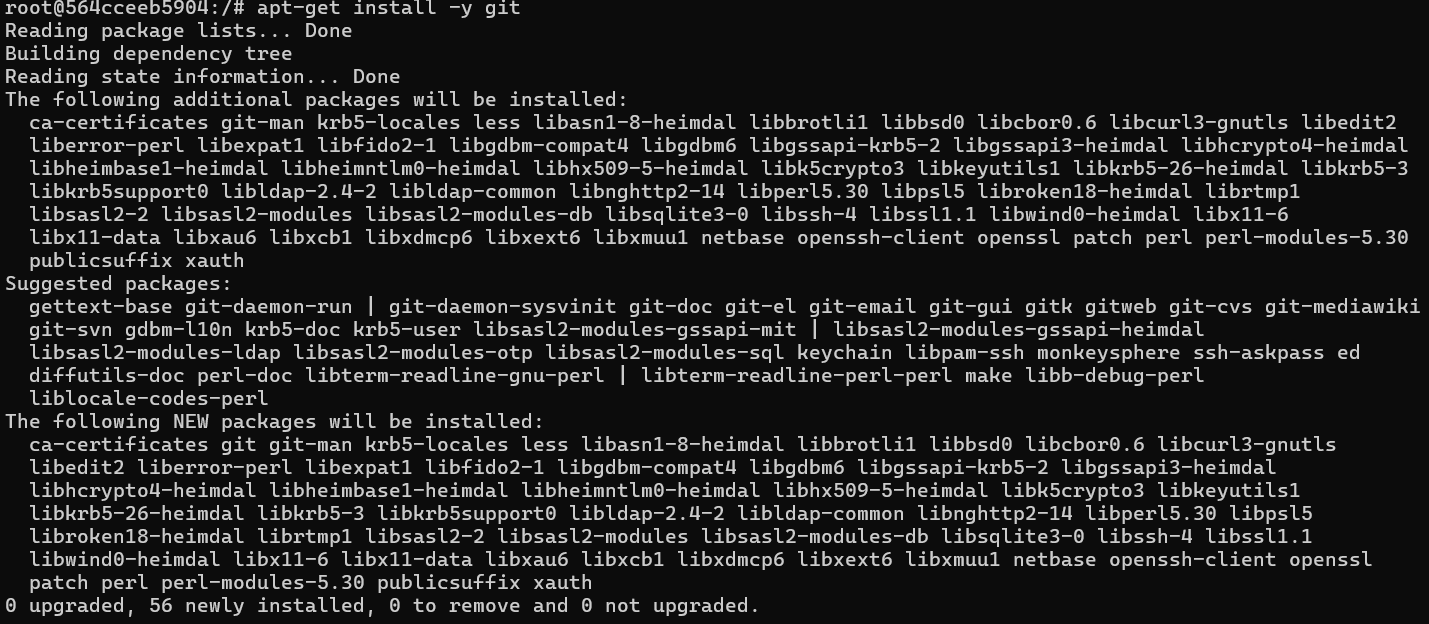 root@564cceeb5904:/# apt-get install -y git
Reading package lists... Done
Building dependency tree
Reading state information... Done
The following additional packages will be installed:
  ca-certificates git-man krb5-locales less libasn1-8-heimdal libbrotli1 libbsd0 libcbor0.6 libcurl3-gnutls libedit2
  liberror-perl libexpat1 libfido2-1 libgdbm-compat4 libgdbm6 libgssapi-krb5-2 libgssapi3-heimdal libhcrypto4-heimdal
  libheimbase1-heimdal libheimntlm0-heimdal libhx509-5-heimdal libk5crypto3 libkeyutils1 libkrb5-26-heimdal libkrb5-3
  libkrb5support0 libldap-2.4-2 libldap-common libnghttp2-14 libperl5.30 libpsl5 libroken18-heimdal librtmp1
  libsasl2-2 libsasl2-modules libsasl2-modules-db libsqlite3-0 libssh-4 libssl1.1 libwind0-heimdal libx11-6
  libx11-data libxau6 libxcb1 libxdmcp6 libxext6 libxmuu1 netbase openssh-client openssl patch perl perl-modules-5.30
  publicsuffix xauth
Suggested packages:
  gettext-base git-daemon-run | git-daemon-sysvinit git-doc git-el git-email git-gui gitk gitweb git-cvs git-mediawiki
  git-svn gdbm-l10n krb5-doc krb5-user libsasl2-modules-gssapi-mit | libsasl2-modules-gssapi-heimdal
  libsasl2-modules-ldap libsasl2-modules-otp libsasl2-modules-sql keychain libpam-ssh monkeysphere ssh-askpass ed
  diffutils-doc perl-doc libterm-readline-gnu-perl | libterm-readline-perl-perl make libb-debug-perl
  liblocale-codes-perl
The following NEW packages will be installed:
  ca-certificates git git-man krb5-locales less libasn1-8-heimdal libbrotli1 libbsd0 libcbor0.6 libcurl3-gnutls
  libedit2 liberror-perl libexpat1 libfido2-1 libgdbm-compat4 libgdbm6 libgssapi-krb5-2 libgssapi3-heimdal
  libhcrypto4-heimdal libheimbase1-heimdal libheimntlm0-heimdal libhx509-5-heimdal libk5crypto3 libkeyutils1
  libkrb5-26-heimdal libkrb5-3 libkrb5support0 libldap-2.4-2 libldap-common libnghttp2-14 libperl5.30 libpsl5
  libroken18-heimdal librtmp1 libsasl2-2 libsasl2-modules libsasl2-modules-db libsqlite3-0 libssh-4 libssl1.1
  libwind0-heimdal libx11-6 libx11-data libxau6 libxcb1 libxdmcp6 libxext6 libxmuu1 netbase openssh-client openssl
  patch perl perl-modules-5.30 publicsuffix xauth
0 upgraded, 56 newly installed, 0 to remove and 0 not upgraded.